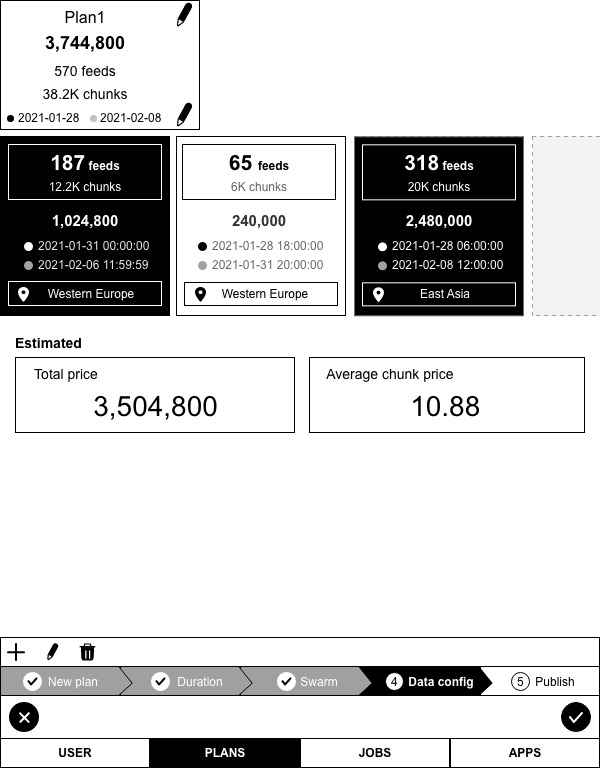 Plan1
3,744,800
570 feeds
38.2K chunks
2021-01-28 2021-02-08
187 feeds
12.2K chunks
1,024,800
2021-01-31 00:00:00
2021-02-06 11:59:59
Western Europe
65 feeds
6K chunks
240,000
2021-01-28 18:00:00
2021-01-31 20:00:00
Western Europe
318 feeds
20K chunks
2,480,000
2021-01-28 06:00:00
2021-02-08 12:00:00
East Asia
Estimated
Total price
3,504,800
Average chunk price
10.88
New plan Duration Swarm 4 Data config 5 Publish
USER PLANS JOBS APPS